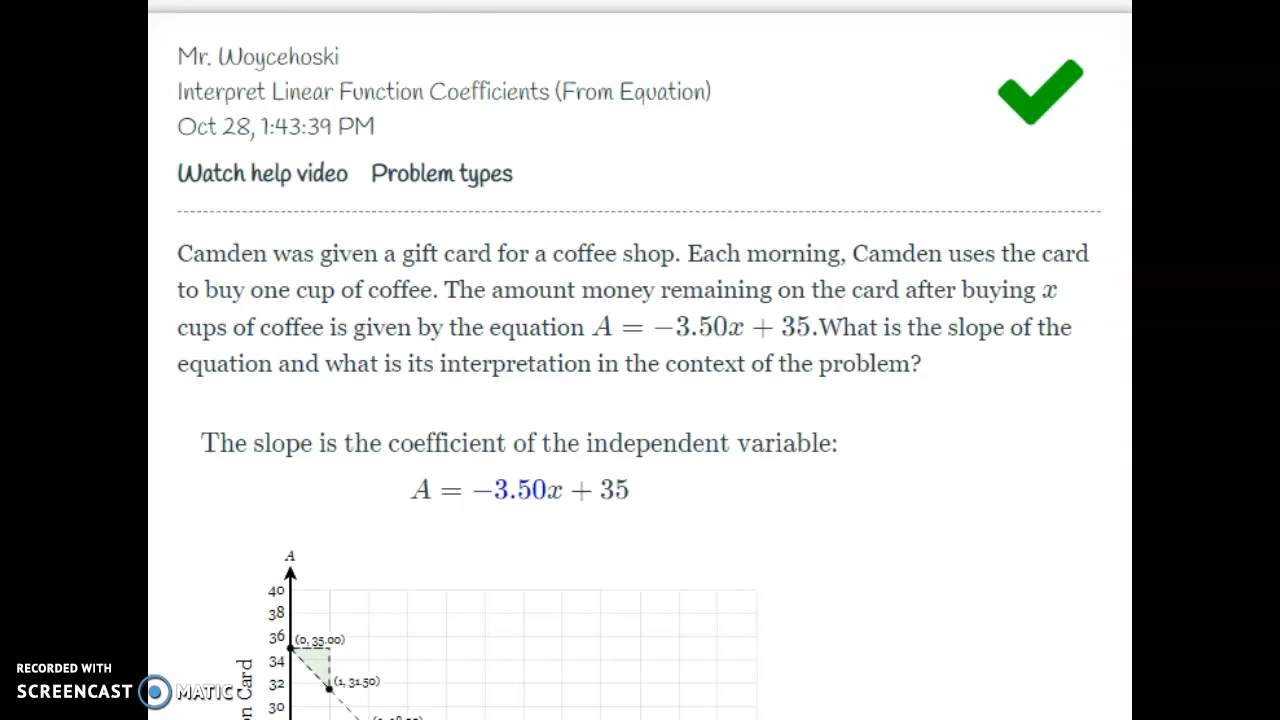 Mr. Woycehoski
Interpret Linear Function Coefficients (From Equation)
Oct 28, 1:43:39 PM
Watch help video Problem types
Camden was given a gift card for a coffee shop. Each morning, Camden uses the card
to buy one cup of coffee. The amount money remaining on the card after buying x
cups of coffee is given by the equation A = −3.50x + 35.What is the slope of the
equation and what is its interpretation in the context of the problem?
The slope is the coefficient of the independent variable:
A = −3.50x + 35
A
40
38
36
(0, 35.00)
34
(1, 31.50)
32
30
on Card
RECORDED WITH
SCREENCAST MATIC